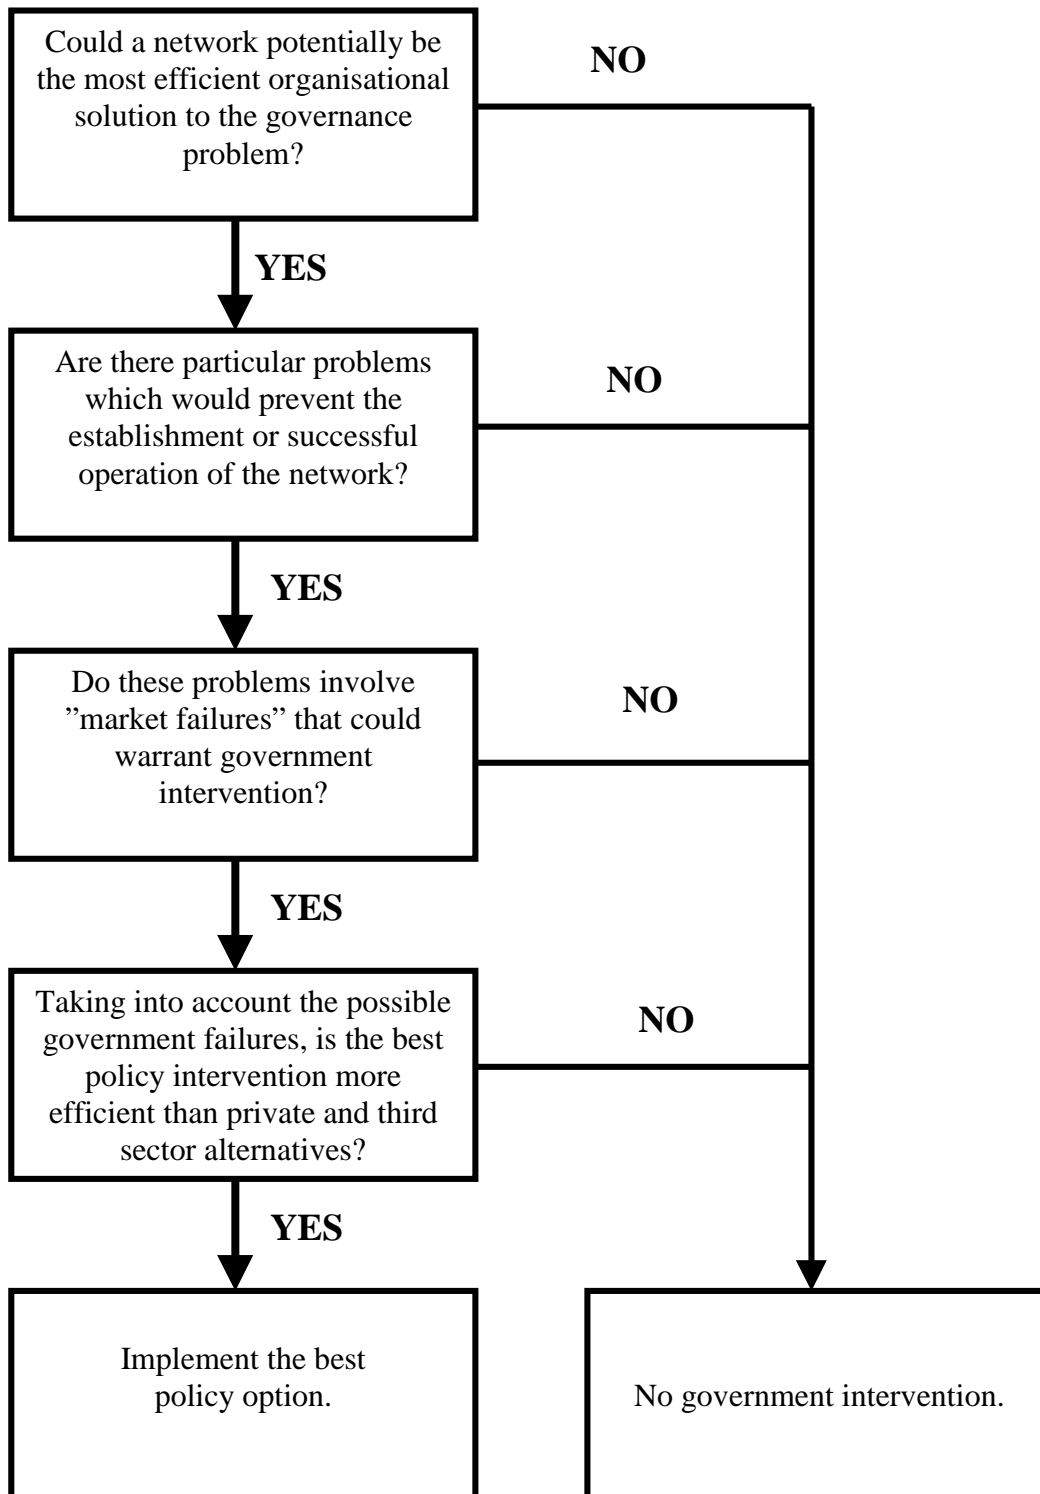 Could a network potentially be
the most efficient organisational
solution to the governance
problem?
NO
YES
Are there particular problems
which would prevent the
establishment or successful
operation of the network?
NO
YES
Do these problems involve
”market failures” that could
warrant government
intervention?
NO
YES
Taking into account the possible
government failures, is the best
policy intervention more
efficient than private and third
sector alternatives?
NO
YES
Implement the best
policy option.
No government intervention.